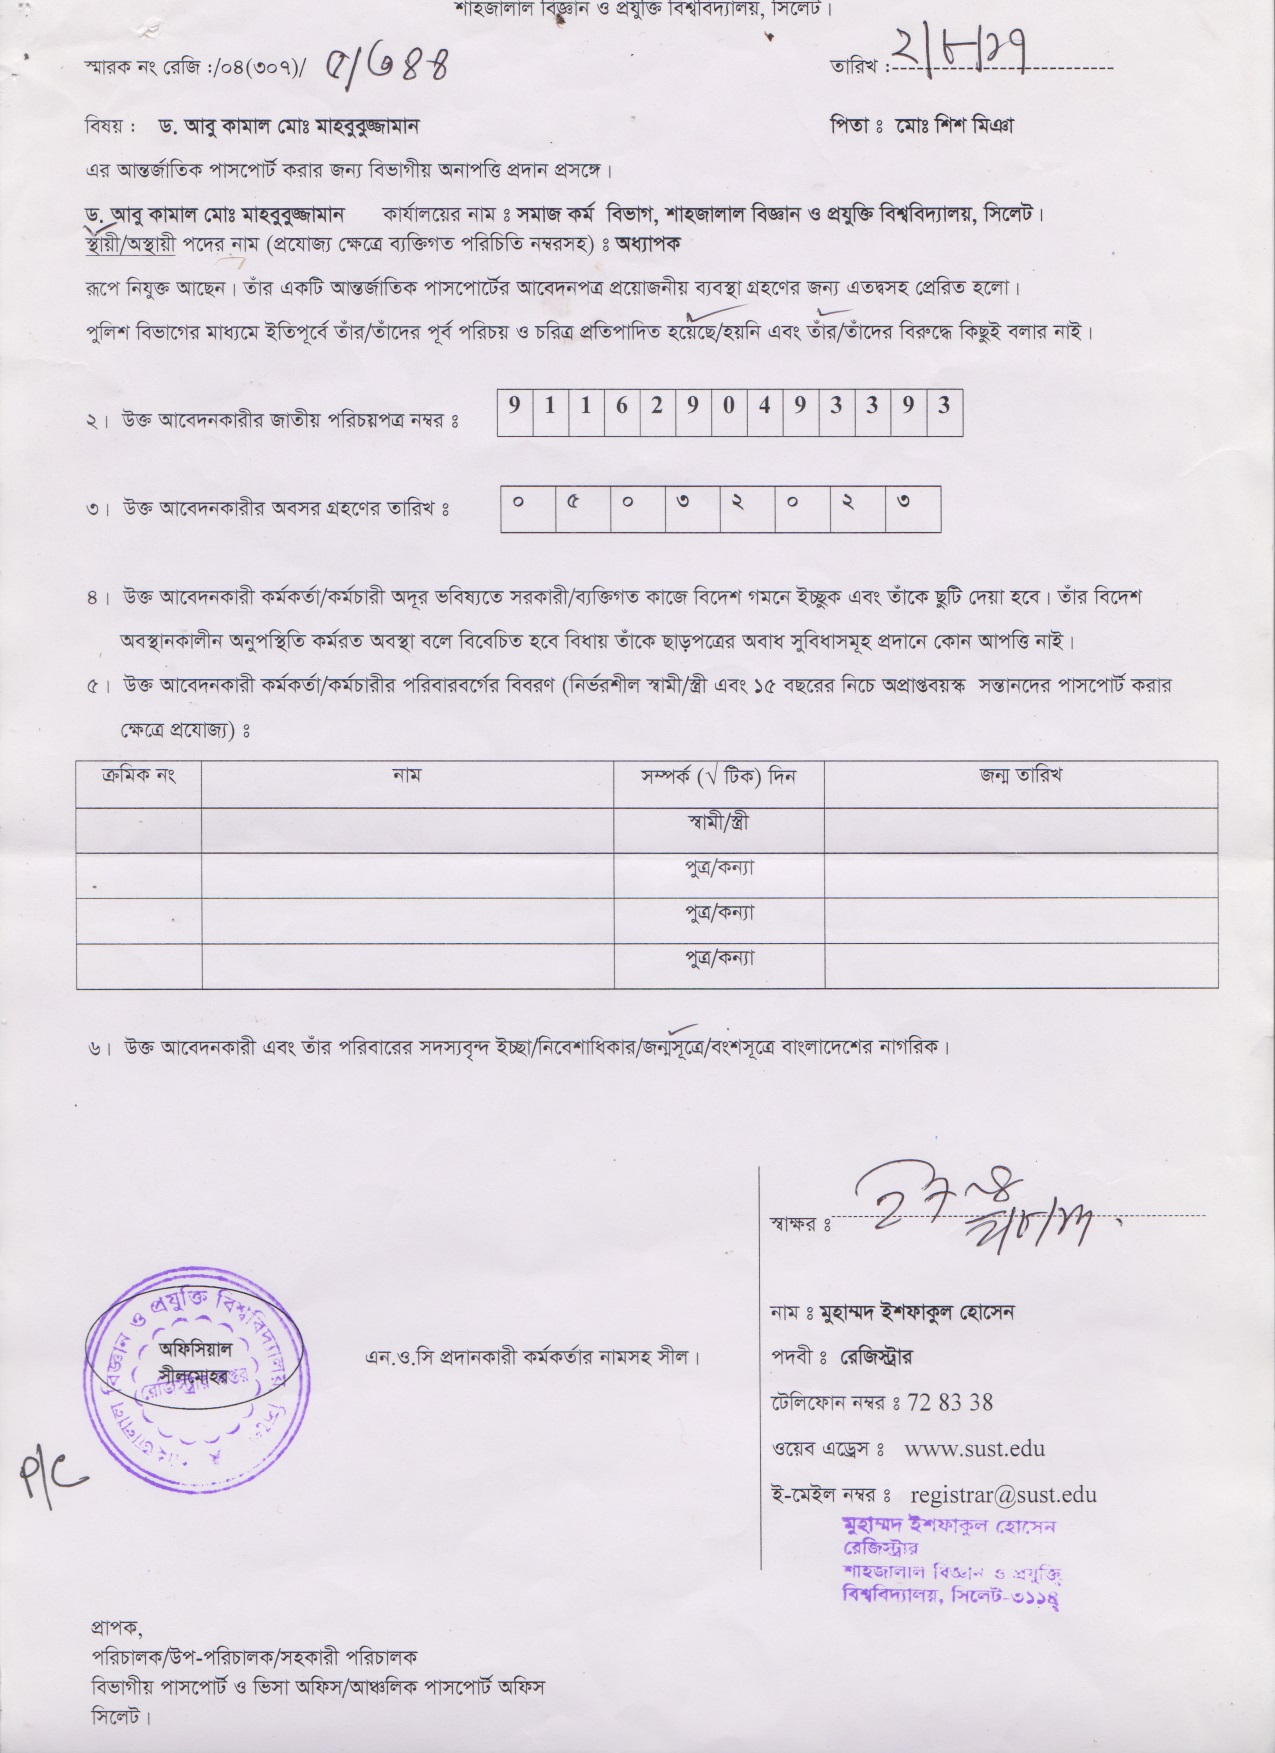 শাহজালাল বিজ্ঞান ও প্রযুক্তি বিশ্ববিদ্যালয়, সিলেট।
স্মারক নং রেজি :/০৪(৩০৭)/ ৫/৩৪৪ তারিখ : ২/৮/১৭
বিষয় : ড. আবু কামাল মোঃ মাহবুবুজ্জামান পিতা ঃ মোঃ শিশ মিঞা
এর আন্তর্জাতিক পাসপোর্ট করার জন্য বিভাগীয় অনাপত্তি প্রদান প্রসঙ্গে।
ড. আবু কামাল মোঃ মাহবুবুজ্জামান কার্যালয়ের নাম ঃ সমাজ কর্ম বিভাগ, শাহজালাল বিজ্ঞান ও প্রযুক্তি বিশ্ববিদ্যালয়, সিলেট।
স্থায়ী/অস্থায়ী পদের নাম (প্রযোজ্য ক্ষেত্রে ব্যক্তিগত পরিচিতি নম্বরসহ) ঃ অধ্যাপক
রূপে নিযুক্ত আছেন। তাঁর একটি আন্তর্জাতিক পাসপোর্টের আবেদনপত্র প্রয়োজনীয় ব্যবস্থা গ্রহণের জন্য এতদ্বসহ প্রেরিত হলো।
পুলিশ বিভাগের মাধ্যমে ইতিপূর্বে তাঁর/তাঁদের পূর্ব পরিচয় ও চরিত্র প্রতিপাদিত হয়েছে/হয়নি এবং তাঁর/তাঁদের বিরুদ্ধে কিছুই বলার নাই।
২। উক্ত আবেদনকারীর জাতীয় পরিচয়পত্র নম্বর ঃ 9 1 1 6 2 9 0 4 9 3 3 9 3
৩। উক্ত আবেদনকারীর অবসর গ্রহণের তারিখ ঃ ০ ৫ ০ ৩ ২ ০ ২ ৩
৪। উক্ত আবেদনকারী কর্মকর্তা/কর্মচারী অদূর ভবিষ্যতে সরকারী/ব্যক্তিগত কাজে বিদেশ গমনে ইচ্ছুক এবং তাঁকে ছুটি দেয়া হবে। তাঁর বিদেশ
অবস্থানকালীন অনুপস্থিতি কর্মরত অবস্থা বলে বিবেচিত হবে বিধায় তাঁকে ছাড়পত্রের অবাধ সুবিধাসমূহ প্রদানে কোন আপত্তি নাই।
৫। উক্ত আবেদনকারী কর্মকর্তা/কর্মচারীর পরিবারবর্গের বিবরণ (নির্ভরশীল স্বামী/স্ত্রী এবং ১৫ বছরের নিচে অপ্রাপ্তবয়স্ক সন্তানদের পাসপোর্ট করার
ক্ষেত্রে প্রযোজ্য) ঃ
ক্রমিক নং নাম সম্পর্ক (√ টিক) দিন জন্ম তারিখ
স্বামী/স্ত্রী
পুত্র/কন্যা
পুত্র/কন্যা
পুত্র/কন্যা
৬। উক্ত আবেদনকারী এবং তাঁর পরিবারের সদস্যবৃন্দ ইচ্ছা/নিবেশাধিকার/জন্মসূত্রে/বংশসূত্রে বাংলাদেশের নাগরিক।
স্বাক্ষর ঃ
নাম ঃ মুহাম্মদ ইশফাকুল হোসেন
অফিসিয়াল
সীলমোহর
এন.ও.সি প্রদানকারী কর্মকর্তার নামসহ সীল।
পদবী ঃ রেজিস্ট্রার
টেলিফোন নম্বর ঃ 72 83 38
ওয়েব এড্রেস ঃ www.sust.edu
P/C
ই-মেইল নম্বর ঃ registrar@sust.edu
মুহাম্মদ ইশফাকুল হোসেন
রেজিস্ট্রার
শাহজালাল বিজ্ঞান ও প্রযুক্তি
বিশ্ববিদ্যালয়, সিলেট-৩১১৪
প্রাপক,
পরিচালক/উপ-পরিচালক/সহকারী পরিচালক
বিভাগীয় পাসপোর্ট ও ভিসা অফিস/আঞ্চলিক পাসপোর্ট অফিস
সিলেট।